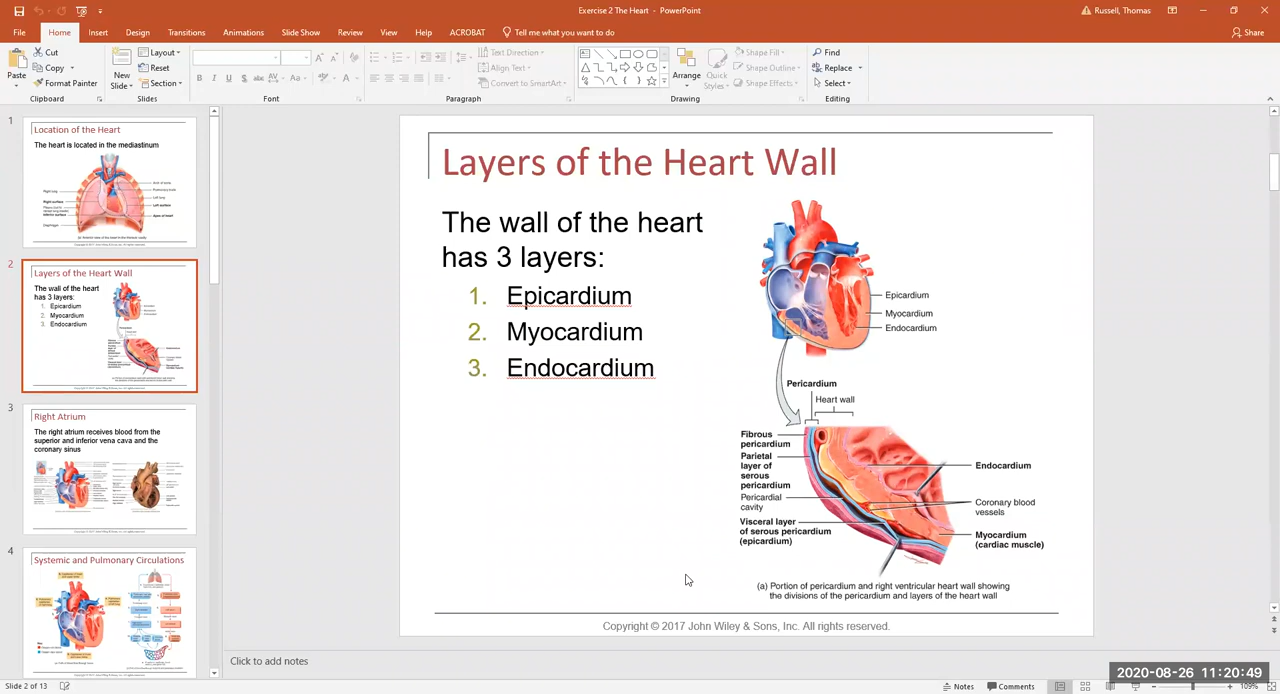 Exercise 2 The Heart - PowerPoint
Russell, Thomas
File Home Insert Design Transitions Animations Slide Show Review View Help ACROBAT Tell me what you want to do
Share
Paste
Cut
Copy
Format Painter
Clipboard
New
Slide
Layout
Reset
Section
Slides
Font
Text Direction
Align Text
Convert to SmartArt
Paragraph
Arrange
Quick
Styles
Shape Fill
Shape Outline
Shape Effects
Drawing
Find
Replace
Select
Editing
1
Location of the Heart
The heart is located in the mediastinum
2
Layers of the Heart Wall
The wall of the heart
has 3 layers:
1. Epicardium
2. Myocardium
3. Endocardium
3
Right Atrium
The right atrium receives blood from the
superior and inferior vena cava and the
coronary sinus
4
Systemic and Pulmonary Circulations
Layers of the Heart Wall
The wall of the heart
has 3 layers:
1. Epicardium
2. Myocardium
3. Endocardium
Epicardium
Myocardium
Endocardium
Pericardium
Heart wall
Fibrous
pericardium
Parietal
layer of
serous
pericardium
Pericardial
cavity
Visceral layer
of serous pericardium
(epicardium)
Endocardium
Coronary blood
vessels
Myocardium
(cardiac muscle)
(a) Portion of pericardium and right ventricular heart wall showing
the divisions of the pericardium and layers of the heart wall
Copyright © 2017 John Wiley & Sons, Inc. All rights reserved.
Click to add notes
2020-08-26 11:20:49
Slide 2 of 13
Notes
Comments
109%